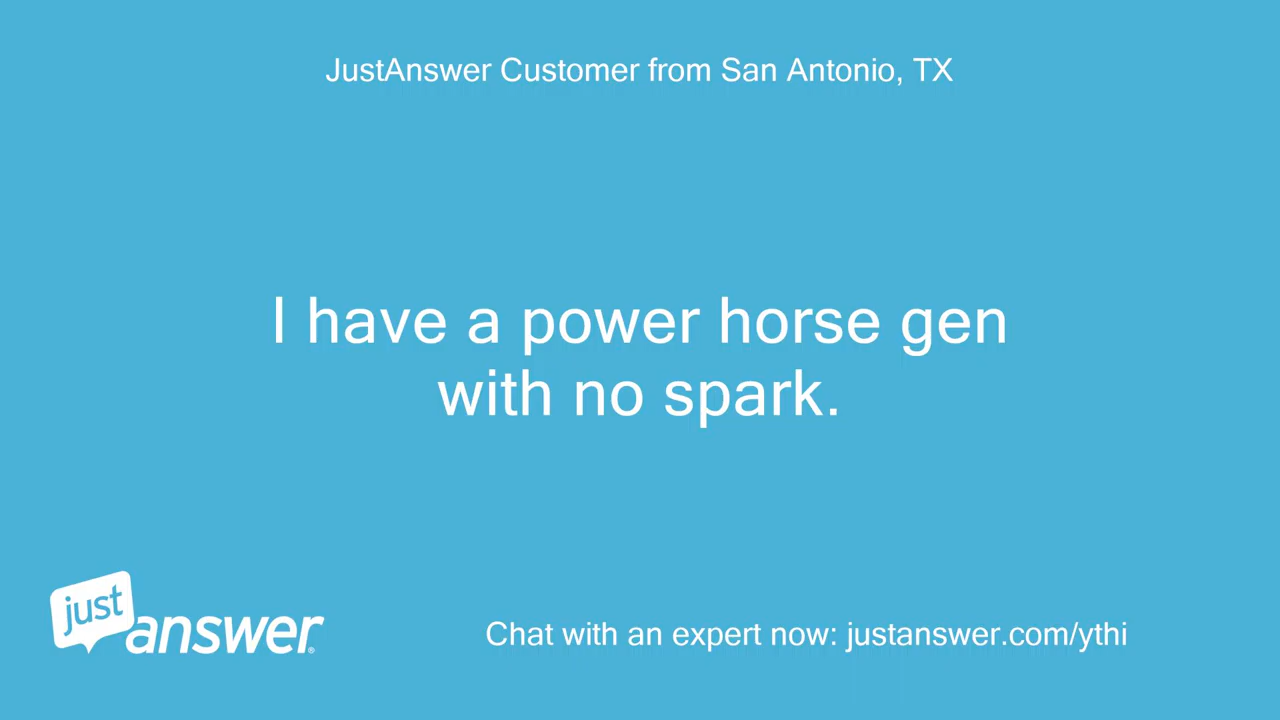 JustAnswer Customer from San Antonio, TX
I have a power horse gen
with no spark.
just
answer®
Chat with an expert now: justanswer.com/ythi